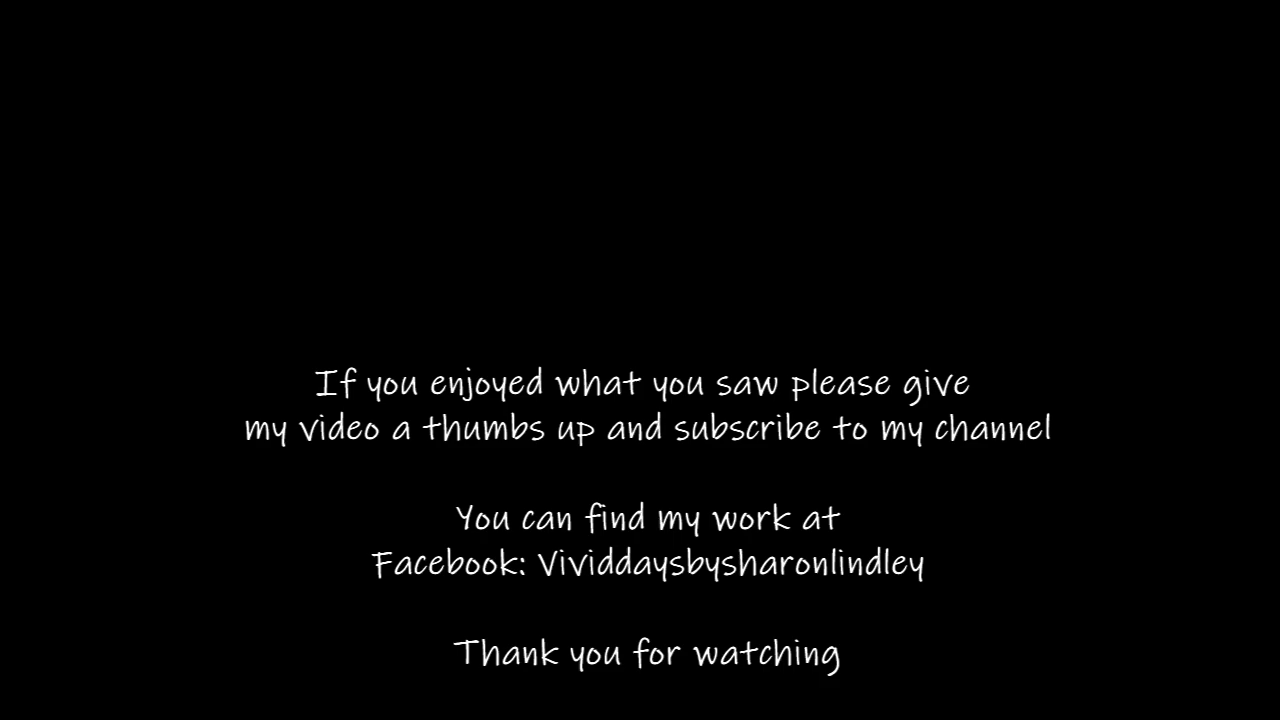 If you enjoyed what you saw please give
my video a thumbs up and subscribe to my channel
You can find my work at
Facebook: Vividdaysbysharonlindley
Thank you for watching